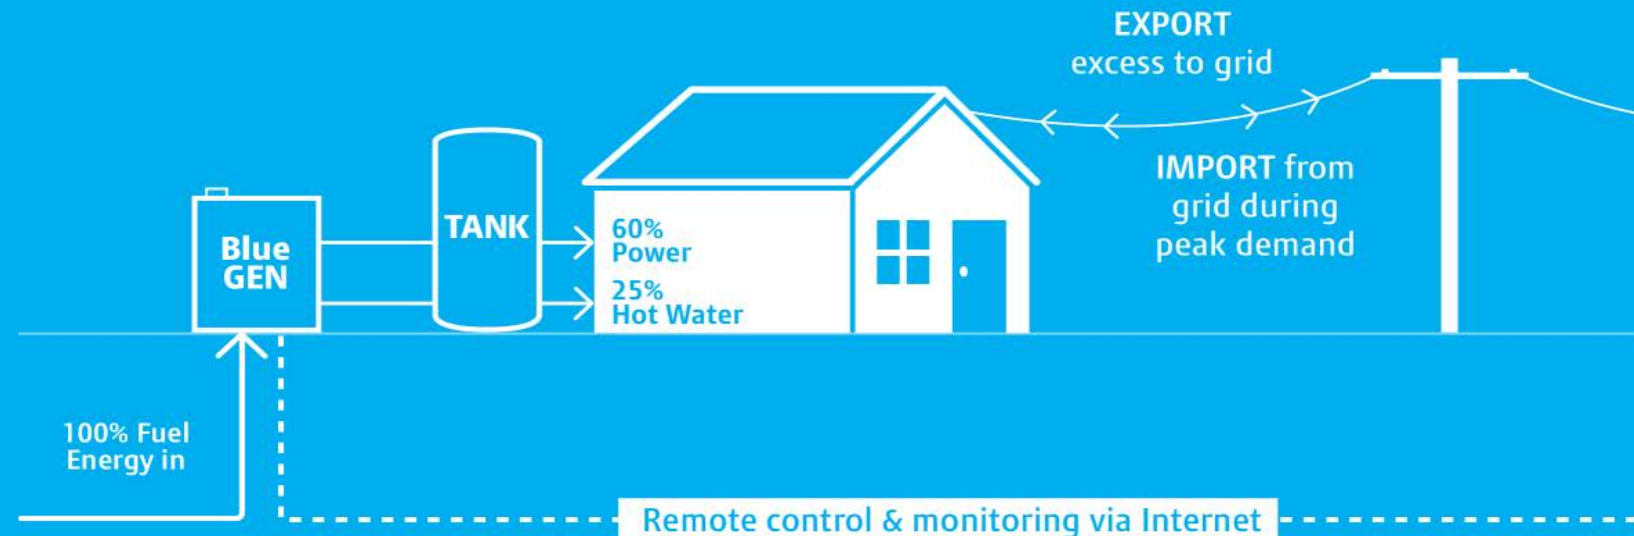 EXPORT
excess to grid
IMPORT from
grid during
peak demand
Blue
GEN
TANK
60%
Power
25%
Hot Water
100% Fuel
Energy in
Remote control & monitoring via Internet